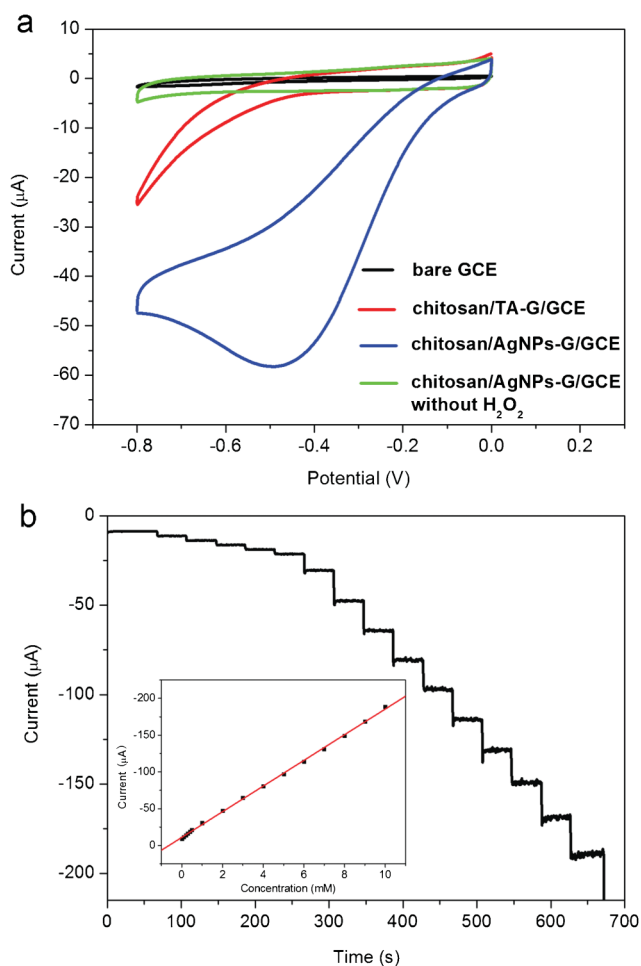 a
10
0
-10
-20
-30
-40
-50
-60
-70
Current (μA)
bare GCE
chitosan/TA-G/GCE
chitosan/AgNPs-G/GCE
chitosan/AgNPs-G/GCE
without H₂O₂
-0.8 -0.6 -0.4 -0.2 0.0 0.2
Potential (V)
b
0
-50
-100
-150
-200
Current (μA)
-200
-150
-100
-50
0
Current (μA)
0 2 4 6 8 10
Concentration (mM)
0 100 200 300 400 500 600 700
Time (s)